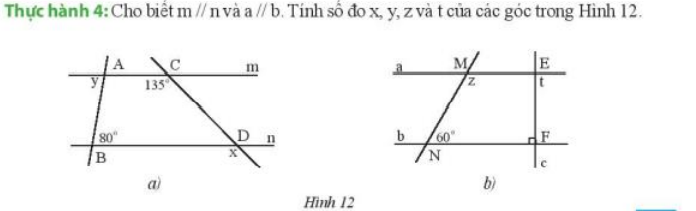 Thực hành 4: Cho biết m // n và a // b. Tính số đo x, y, z và t của các góc trong Hình 12.
A C m
y 135°
80° D n
B x
a)
a M E
z t
b 60° F
N c
b)
Hình 12